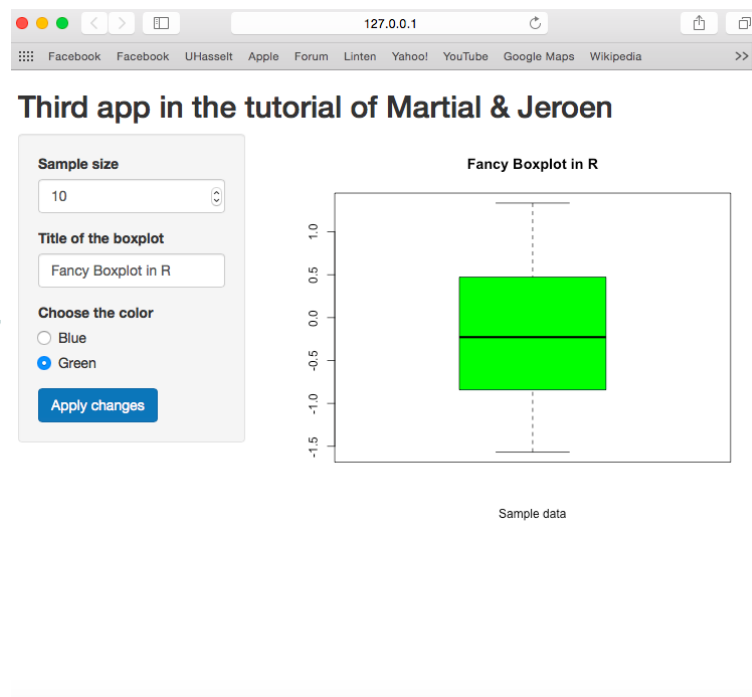 127.0.0.1
Facebook Facebook UHasselt Apple Forum Linten Yahoo! YouTube Google Maps Wikipedia >>
Third app in the tutorial of Martial & Jeroen
Sample size
10
Title of the boxplot
Fancy Boxplot in R
Choose the color
Blue
Green
Apply changes
Fancy Boxplot in R
1.0
0.5
0.0
-0.5
-1.0
-1.5
Sample data